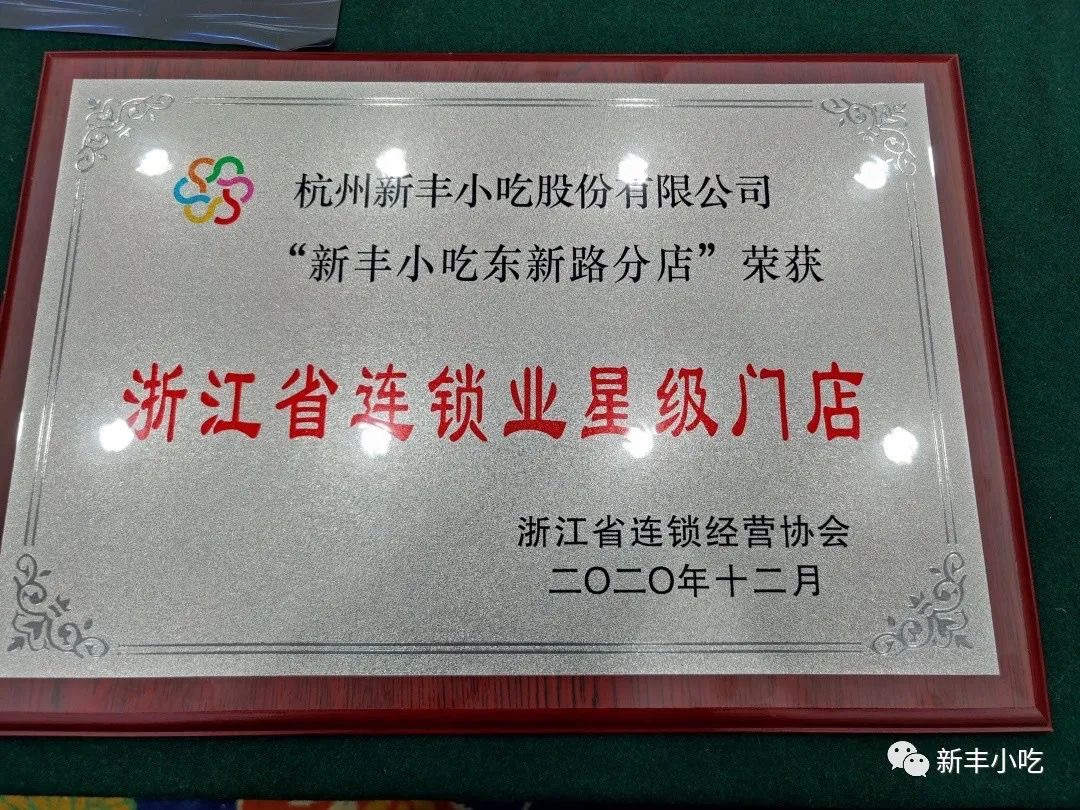 杭州新丰小吃股份有限公司
“新丰小吃东新路分店”荣获
浙江省连锁业星级门店
浙江省连锁经营协会
二〇二〇年十二月
新丰小吃